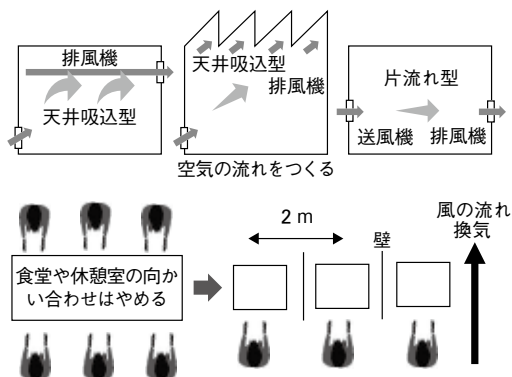 排風機
天井吸込型
天井吸込型
排風機
片流れ型
送風機 排風機
空気の流れをつくる
食堂や休憩室の向か
い合わせはやめる
2 m
壁
風の流れ
換気